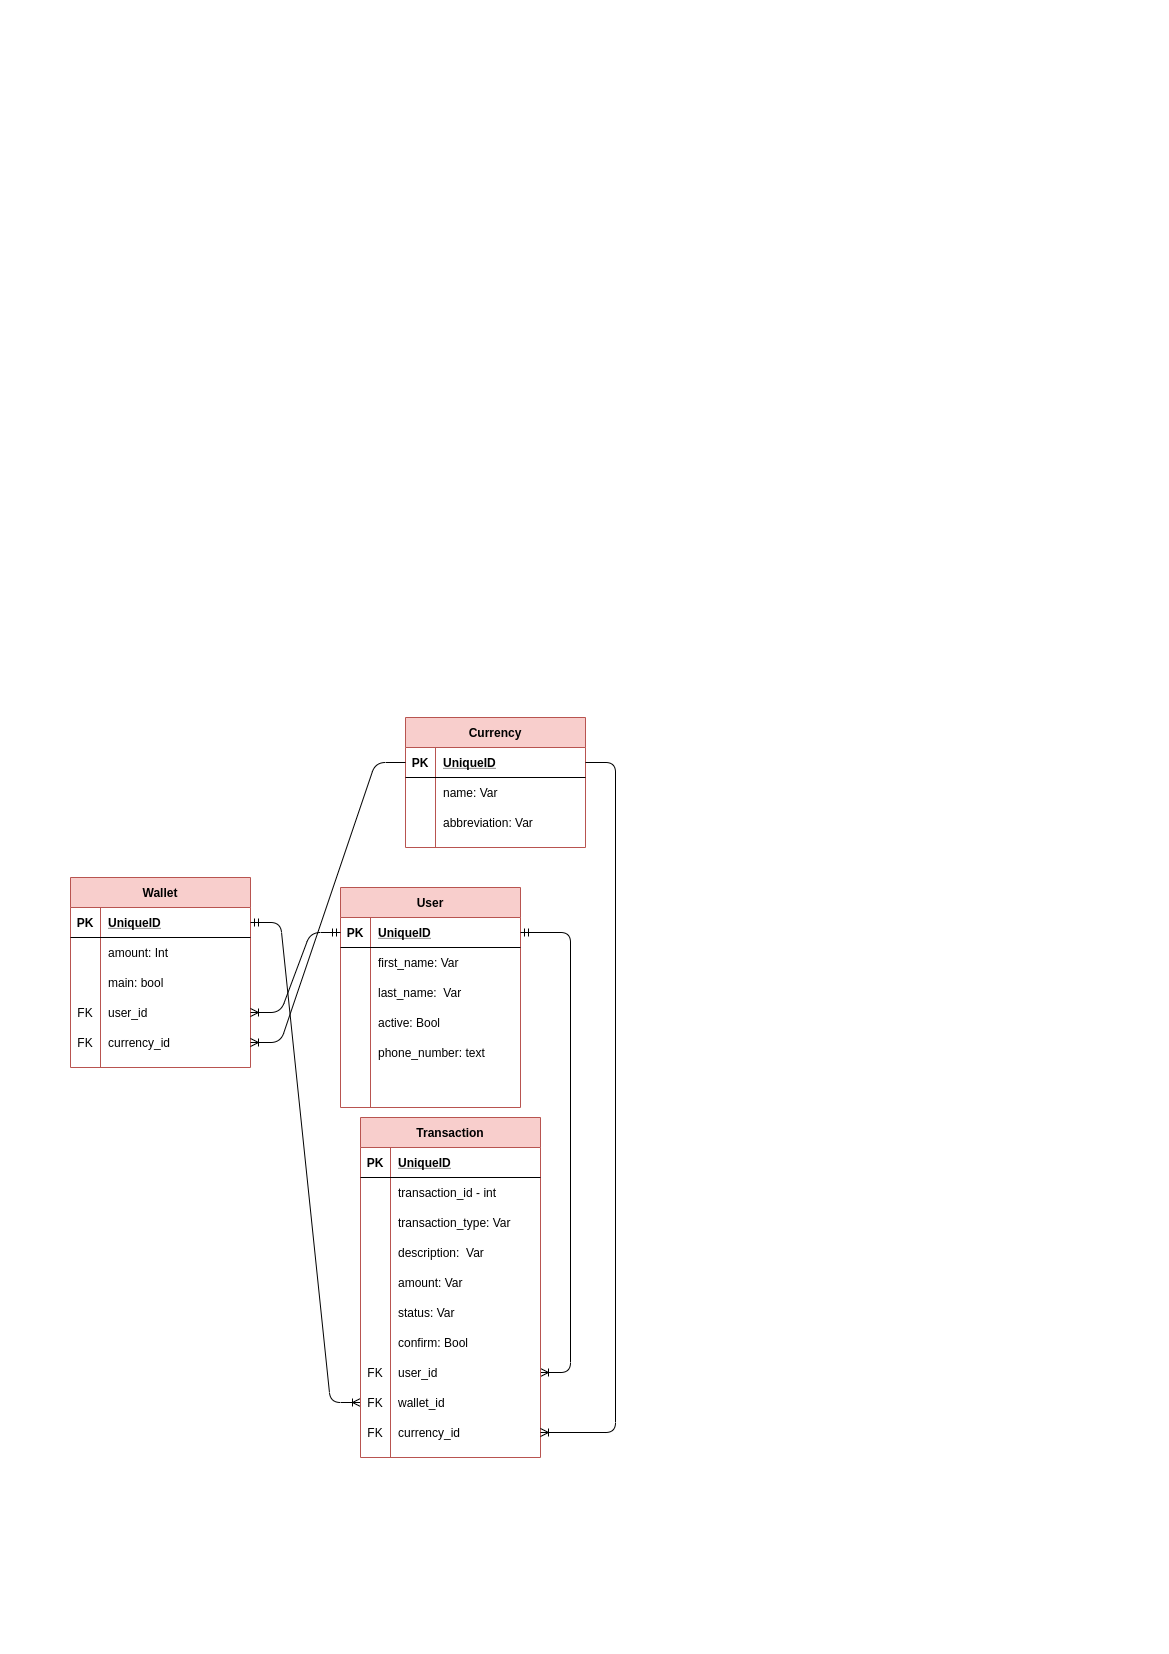 Currency
PK UniqueID
name: Var
abbreviation: Var
Wallet
PK UniqueID
amount: Int
main: bool
FK user_id
FK currency_id
User
PK UniqueID
first_name: Var
last_name:  Var
active: Bool
phone_number: text
Transaction
PK UniqueID
transaction_id - int
transaction_type: Var
description:  Var
amount: Var
status: Var
confirm: Bool
FK user_id
FK wallet_id
FK currency_id